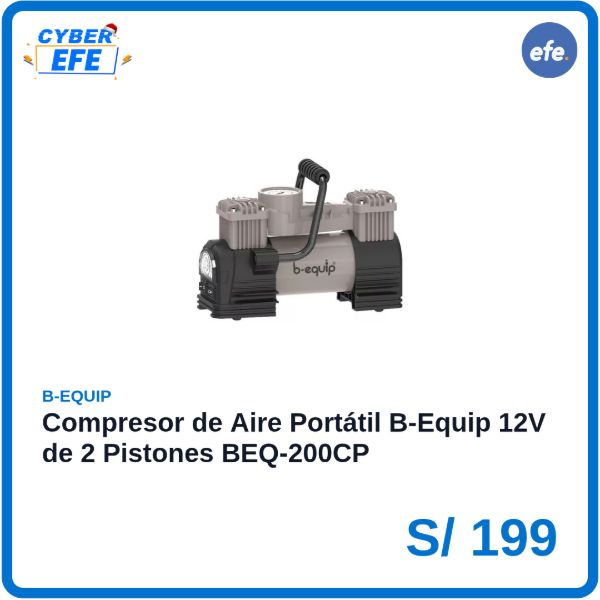 CYBER
EFE
efe.
b-equip
B-EQUIP
Compresor de Aire Portátil B-Equip 12V
de 2 Pistones BEQ-200CP
S/ 199